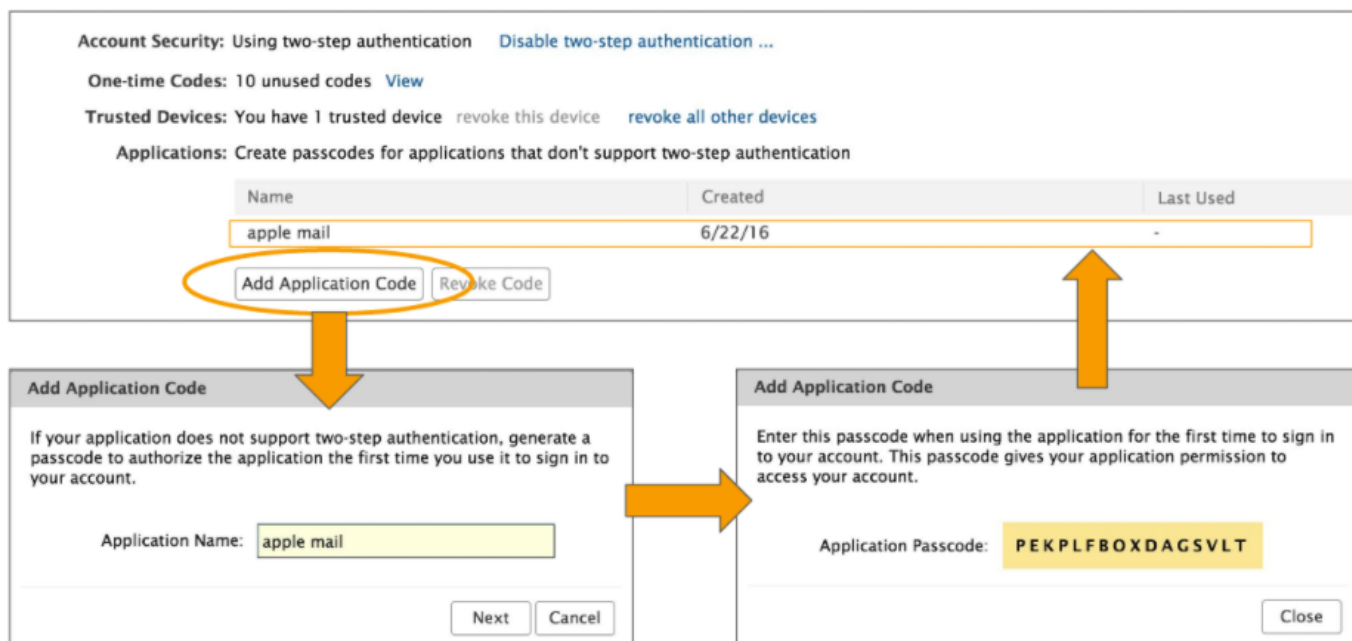 Account Security: Using two-step authentication Disable two-step authentication ...
One-time Codes: 10 unused codes View
Trusted Devices: You have 1 trusted device revoke this device revoke all other devices
Applications: Create passcodes for applications that don't support two-step authentication
Name Created Last Used
apple mail 6/22/16 -
Add Application Code Revoke Code
Add Application Code
If your application does not support two-step authentication, generate a
passcode to authorize the application the first time you use it to sign in to
your account.
Application Name: apple mail
Next Cancel
Add Application Code
Enter this passcode when using the application for the first time to sign in
to your account. This passcode gives your application permission to
access your account.
Application Passcode: PEKPLFBOXDAGSVLT
Close